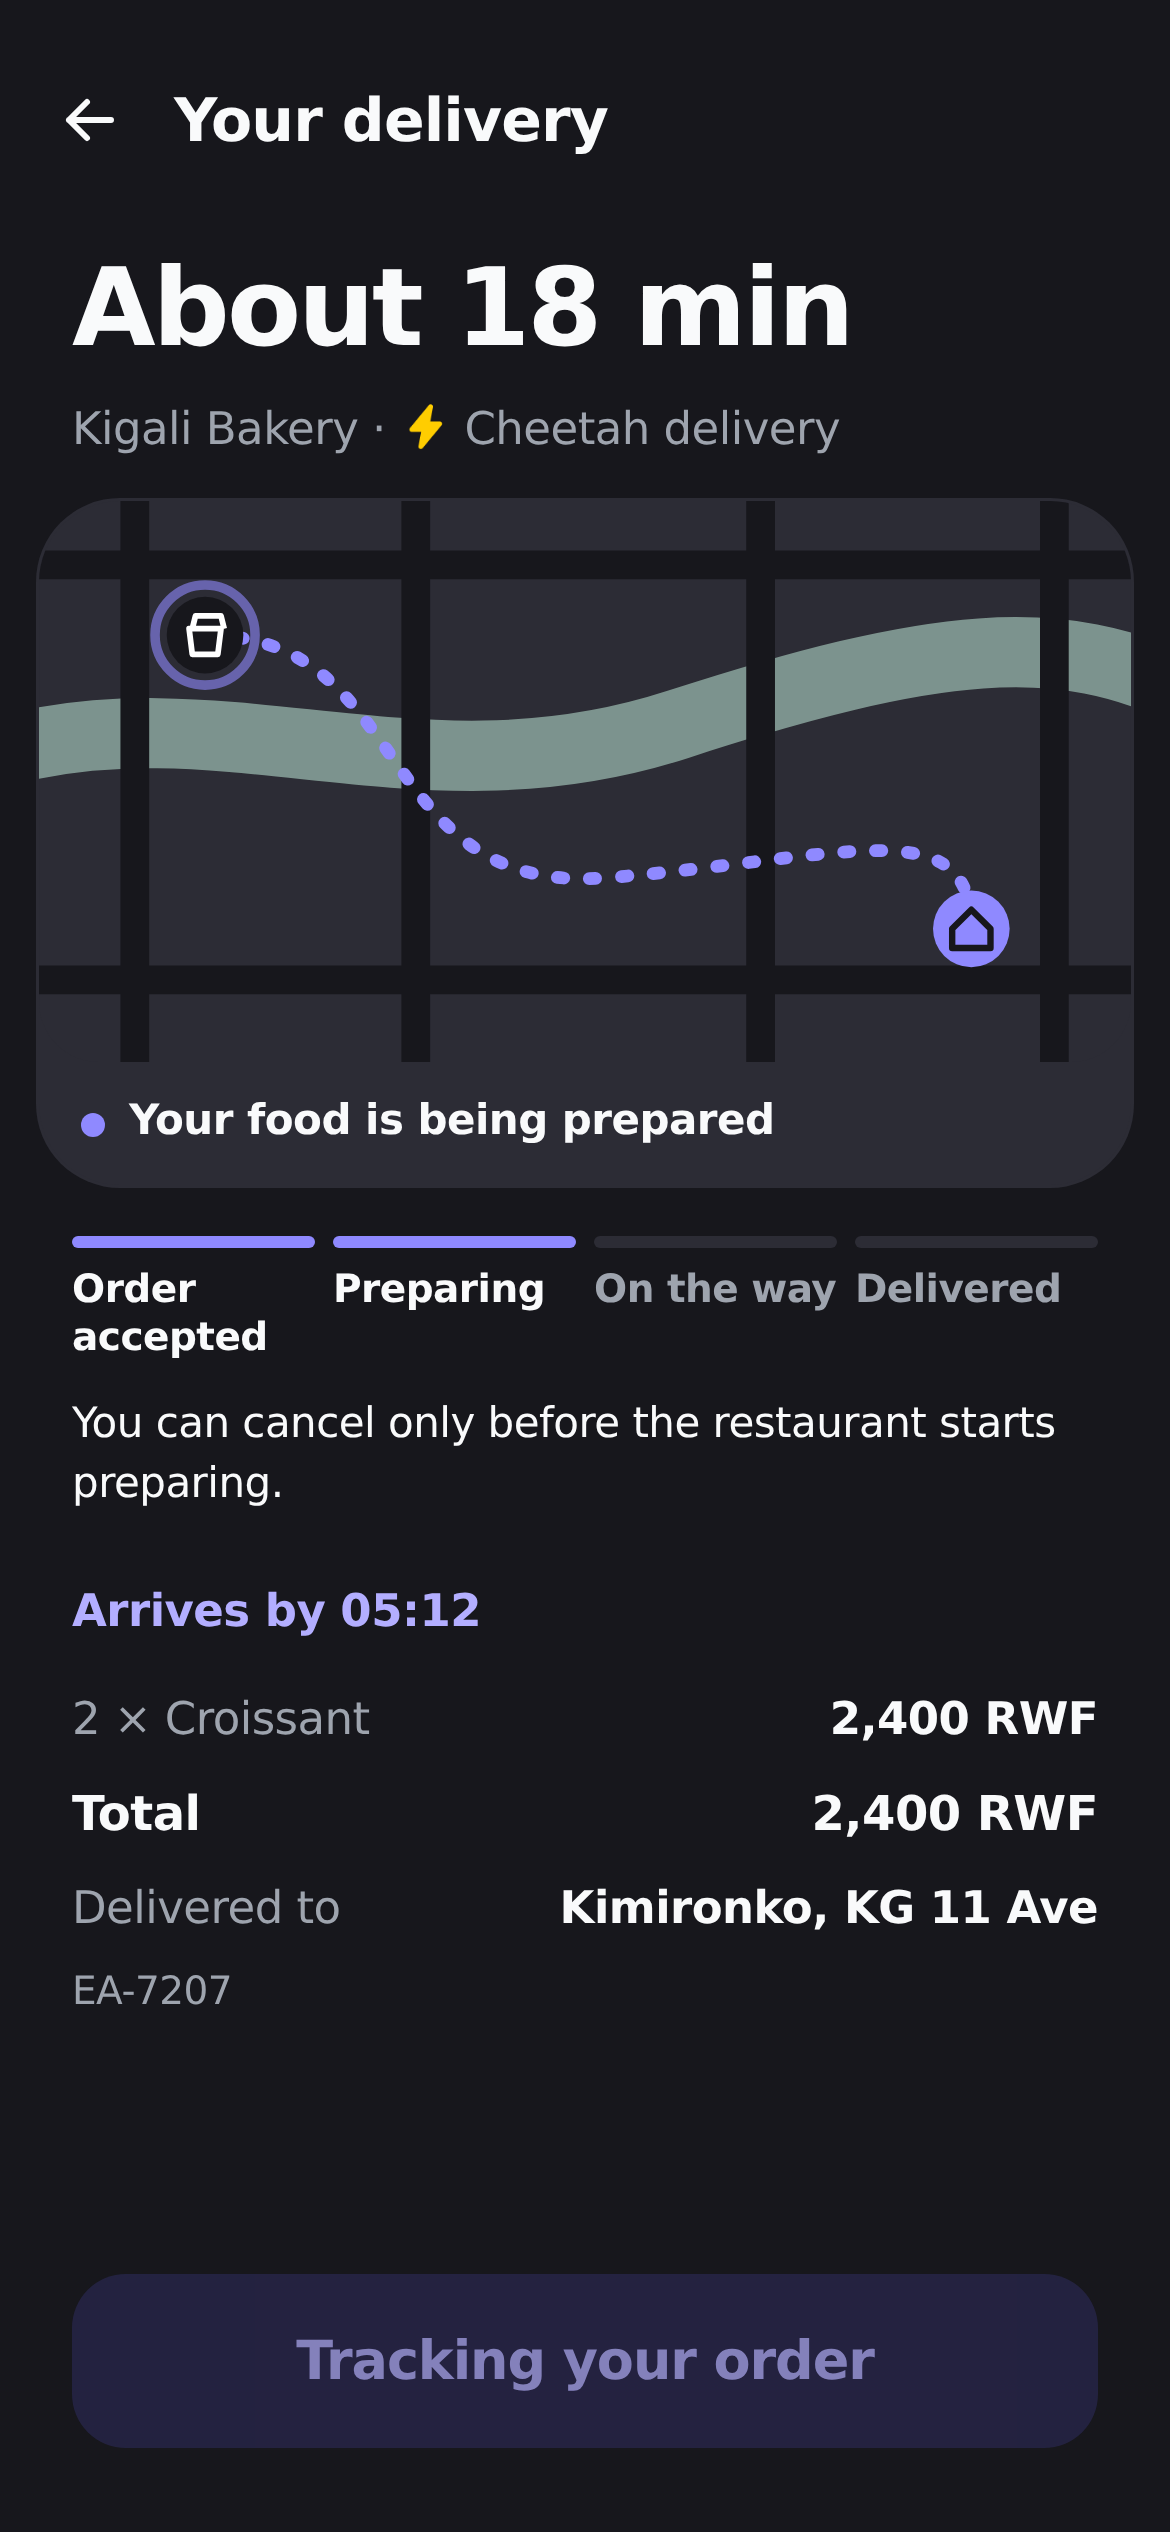 Your delivery
About 18 min
Kigali Bakery · ⚡ Cheetah delivery
Your food is being prepared
Order accepted
Preparing
On the way
Delivered
You can cancel only before the restaurant starts
preparing.
Arrives by 05:12
2 × Croissant 2,400 RWF
Total 2,400 RWF
Delivered to Kimironko, KG 11 Ave
EA-7207
Tracking your order